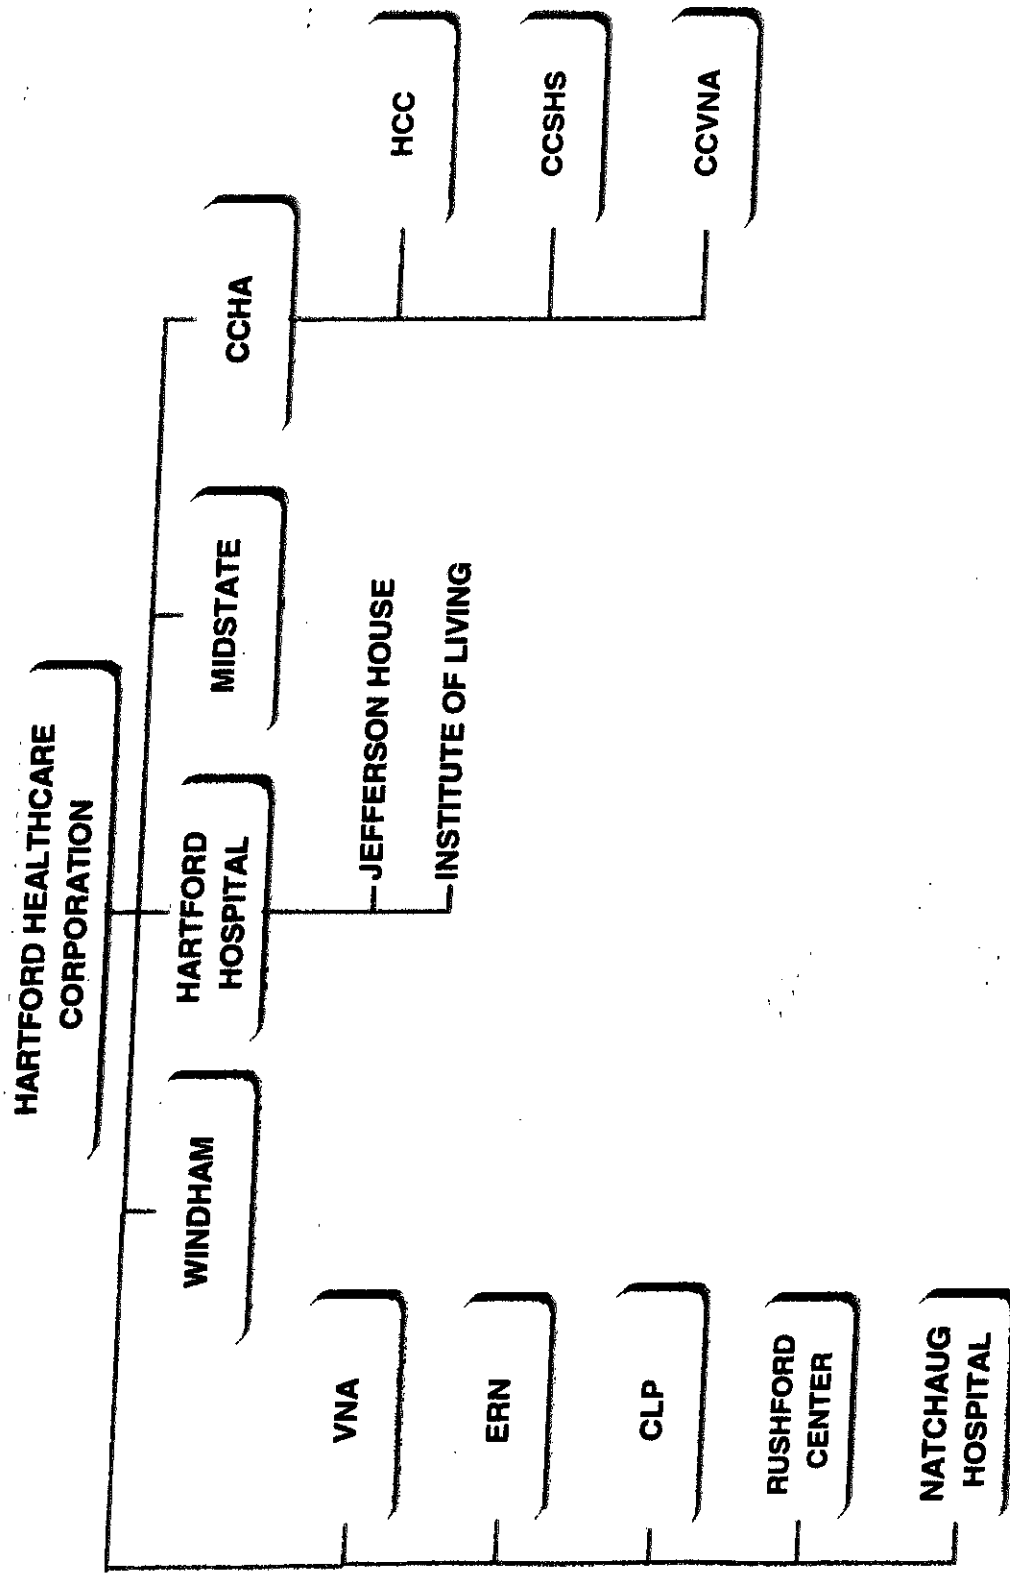 HARTFORD HEALTHCARE
CORPORATION
WINDHAM
HARTFORD
HOSPITAL
MIDSTATE
CCHA
VNA
ERN
CLP
RUSHFORD
CENTER
NATCHAUG
HOSPITAL
JEFFERSON HOUSE
INSTITUTE OF LIVING
HCC
CCSHS
CCVNA